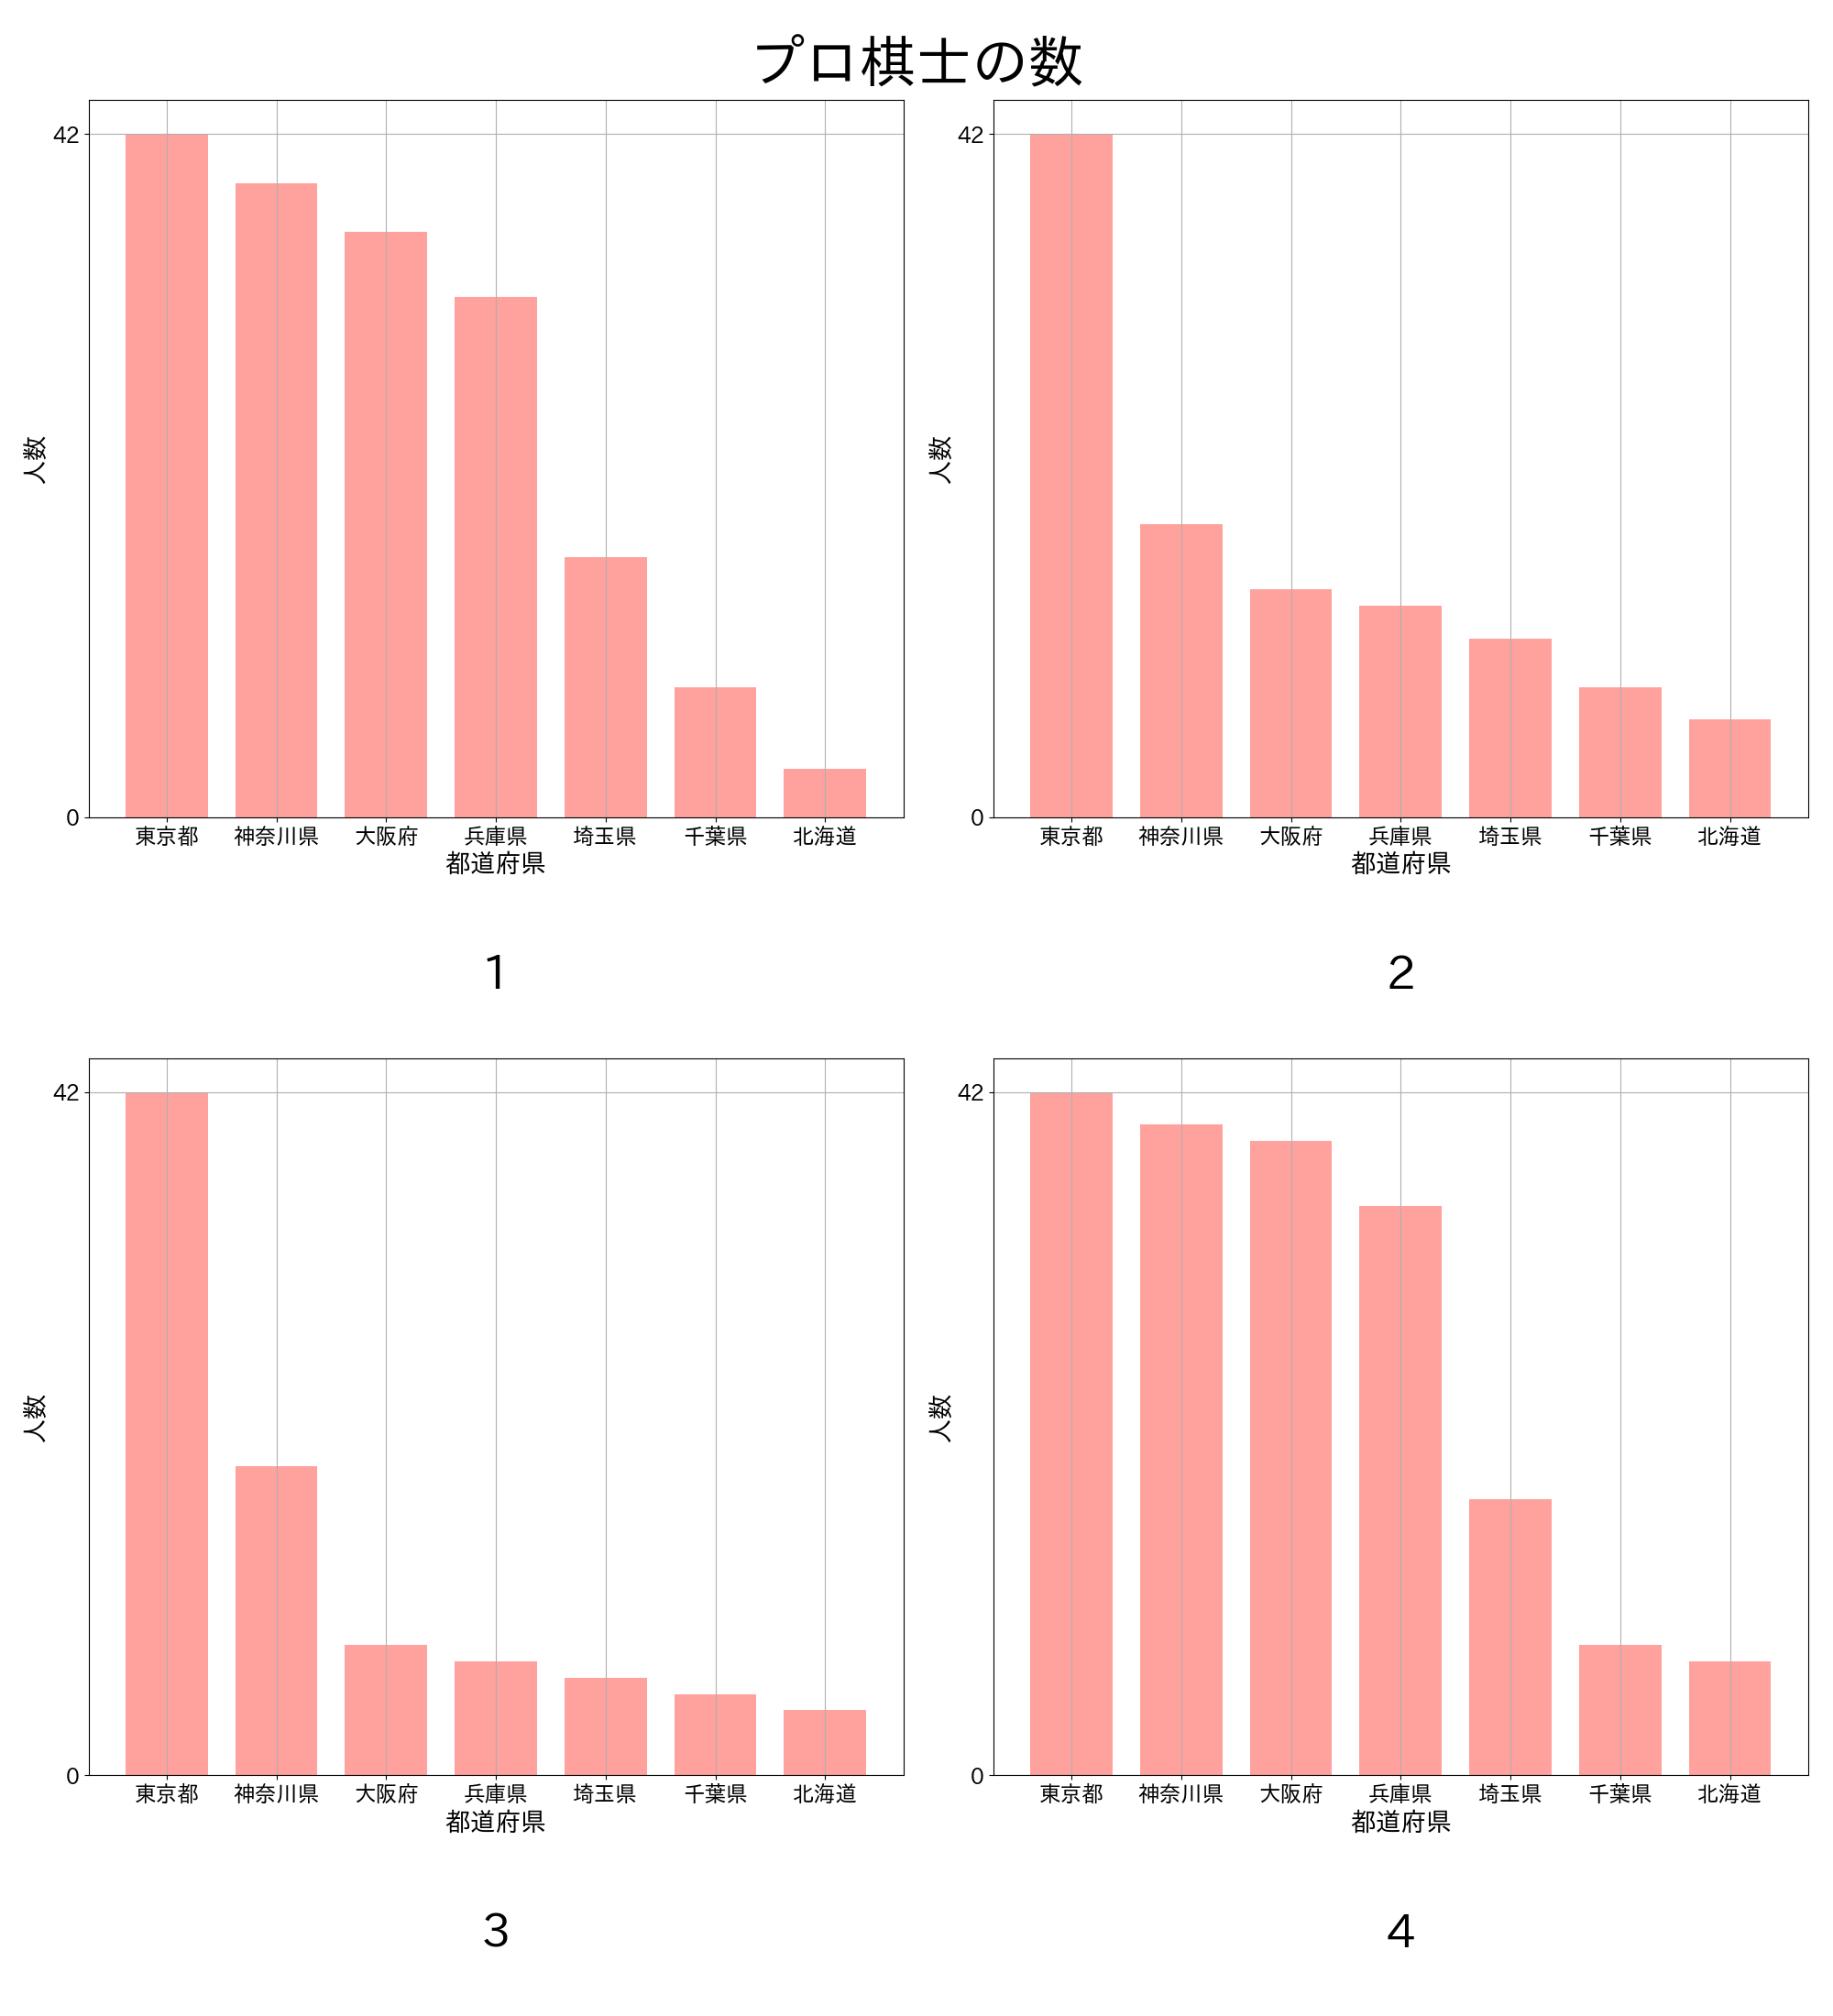 プロ棋士の数
42
0
人数
東京都 神奈川県 大阪府 兵庫県 埼玉県 千葉県 北海道
都道府県
1
42
0
人数
東京都 神奈川県 大阪府 兵庫県 埼玉県 千葉県 北海道
都道府県
2
42
0
人数
東京都 神奈川県 大阪府 兵庫県 埼玉県 千葉県 北海道
都道府県
3
42
0
人数
東京都 神奈川県 大阪府 兵庫県 埼玉県 千葉県 北海道
都道府県
4